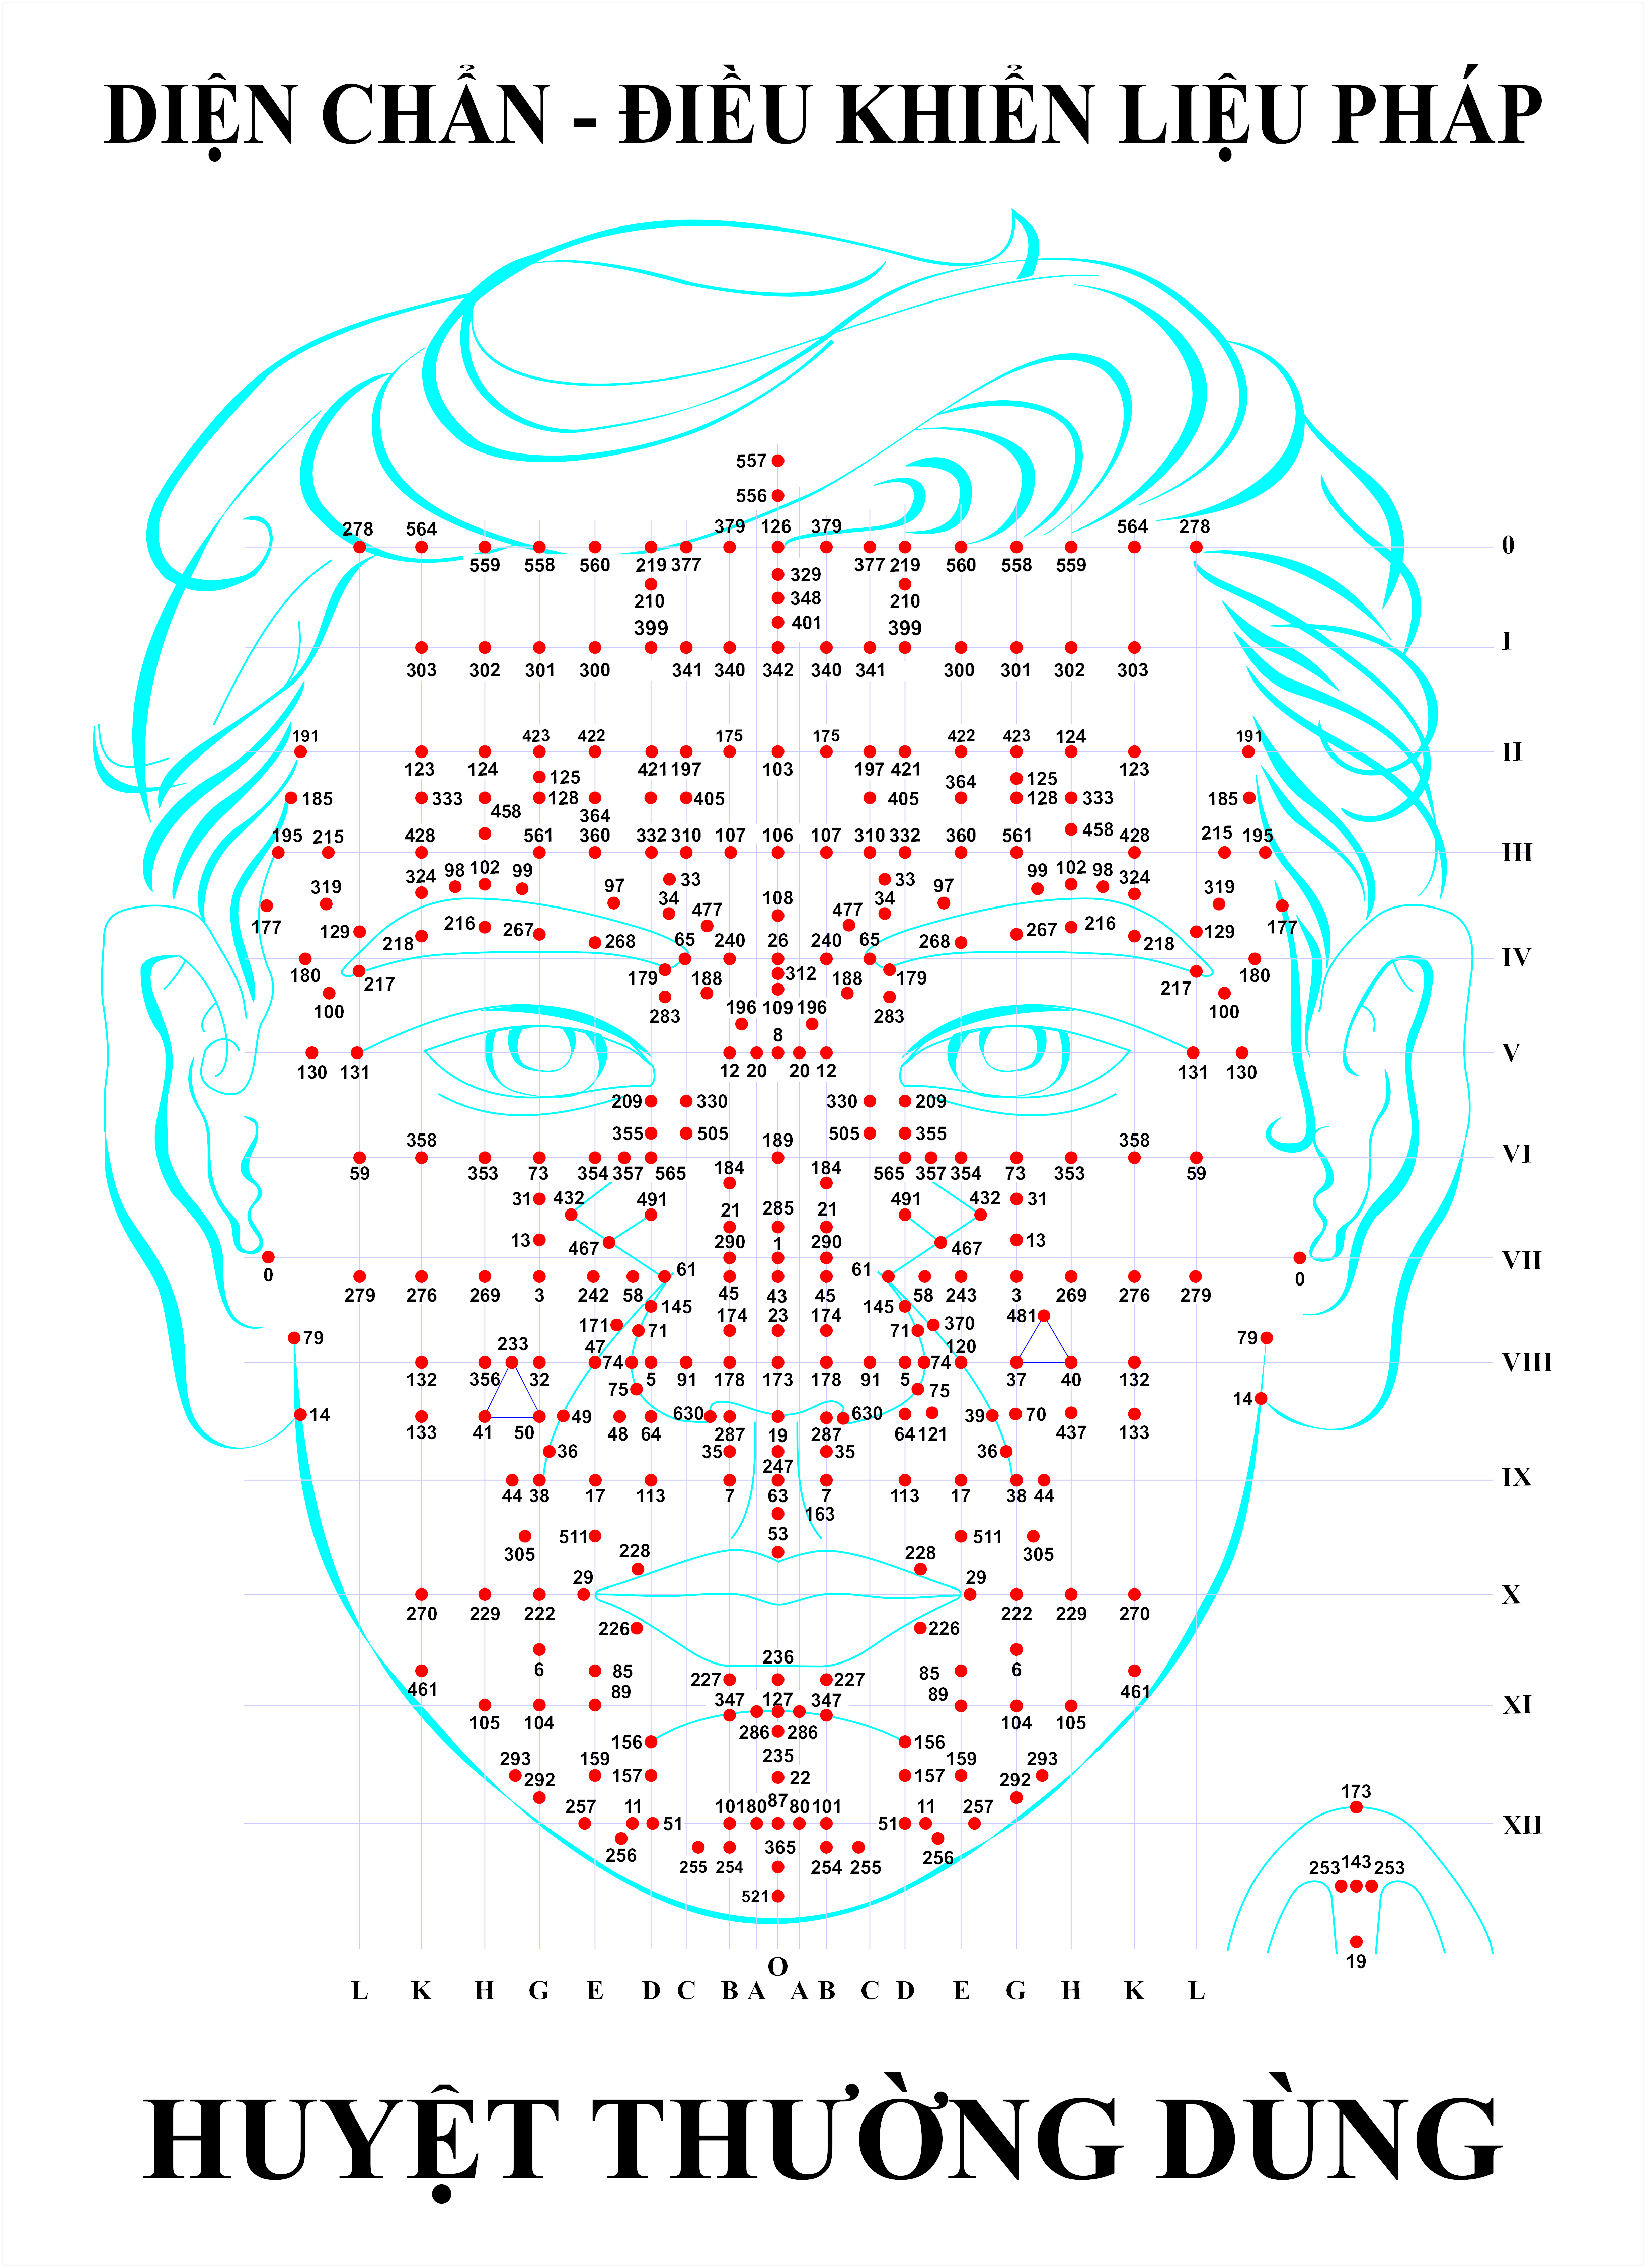 DIỆN CHẨN - ĐIỀU KHIỂN LIỆU PHÁP
557
556
278 564 379 126 379 564 278
0
559 558 560 219 377 377 219 560 558 559
329
210 348 210
401
399 399
I
303 302 301 300 341 340 342 340 341 300 301 302 303
191 423 422 175 175 422 423 124 191
II
123 124 421 197 103 197 421 123
125 364 125
185 333 128 405 405 128 333 185
458 364
195 215 428 561 360 332 310 107 106 107 310 332 360 561 458 428 215 195
III
324 98 102 99 33 33 99 102 98 324
319 97 34 108 34 97 319
177 129 216 267 477 477 267 216 129 177
218 268 65 240 26 240 65 268 218
IV
180 217 179 188 312 188 179 217 180
100 283 196 109 196 283 100
8
V
130 131 12 20 20 12 131 130
209 330 330 209
358 355 505 189 505 355 358
VI
59 353 73 354 357 565 184 184 565 357 354 73 353 59
31 432 491 21 285 21 491 432 31
13 467 290 1 290 467 13
VII
0 61 61 0
279 276 269 3 242 58 45 43 45 58 243 3 269 276 279
145 174 23 174 145 481
79 171 71 71 370 79
233 47 120
74 74
VIII
132 356 32 5 91 178 173 178 91 5 37 40 132
75 75
14 49 630 630 39 70 14
133 41 50 48 64 287 19 287 64 121 437 133
36 35 35 36
247
IX
44 38 17 113 7 63 7 113 17 38 44
163
305 511 53 511 305
228 228
29 29
X
270 229 222 222 229 270
226 226
236
6 85 227 227 85 6
461 89 347 127 347 89 461
XI
105 104 286 286 104 105
156 156
293 159 235 159 293
292 157 22 157 292
257 11 101 80 87 80 101 11 257
173
51 51
XII
256 255 254 365 254 255 256
253 143 253
521
19
O
L K H G E D C B A A B C D E G H K L
HUYỆT THƯỜNG DÙNG